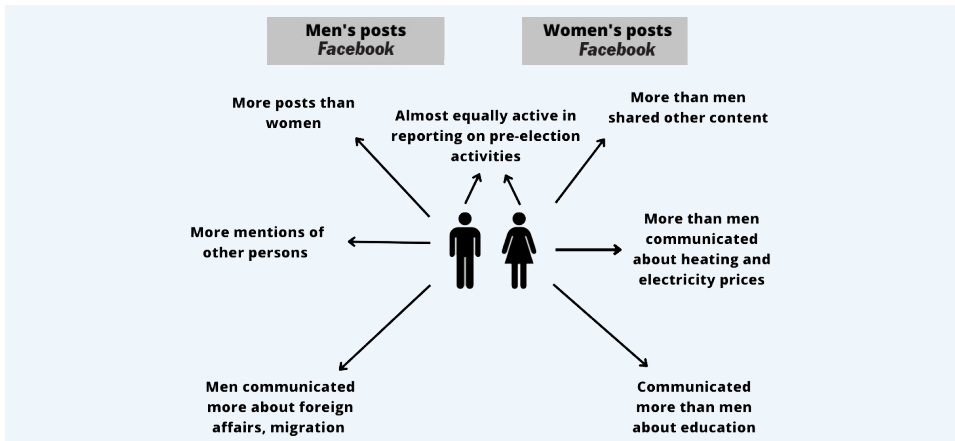 Men's posts
Facebook
Women's posts
Facebook
More posts than
women
Almost equally active in
reporting on pre-election
activities
More than men
shared other content
More mentions of
other persons
More than men
communicated
about heating and
electricity prices
Men communicated
more about foreign
affairs, migration
Communicated
more than men
about education